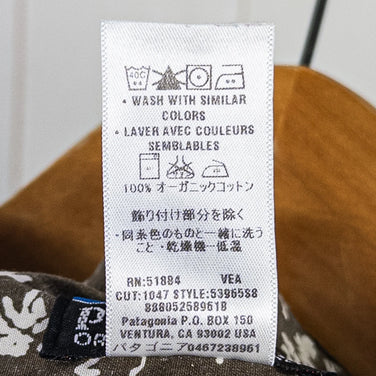 40C
• WASH WITH SIMILAR
COLORS
• LAVER AVEC COULEURS
SEMBLABLES
100% オーガニックコットン
飾り付け部分を除く
・同系色のものと一緒に洗う
こと・乾燥機一低温
RN:51884 VEA
CUT:1047 STYLE:53965S8
888052589618
Patagonia P.O. BOX 150
VENTURA, CA 93002 USA
パタゴニア0467238961